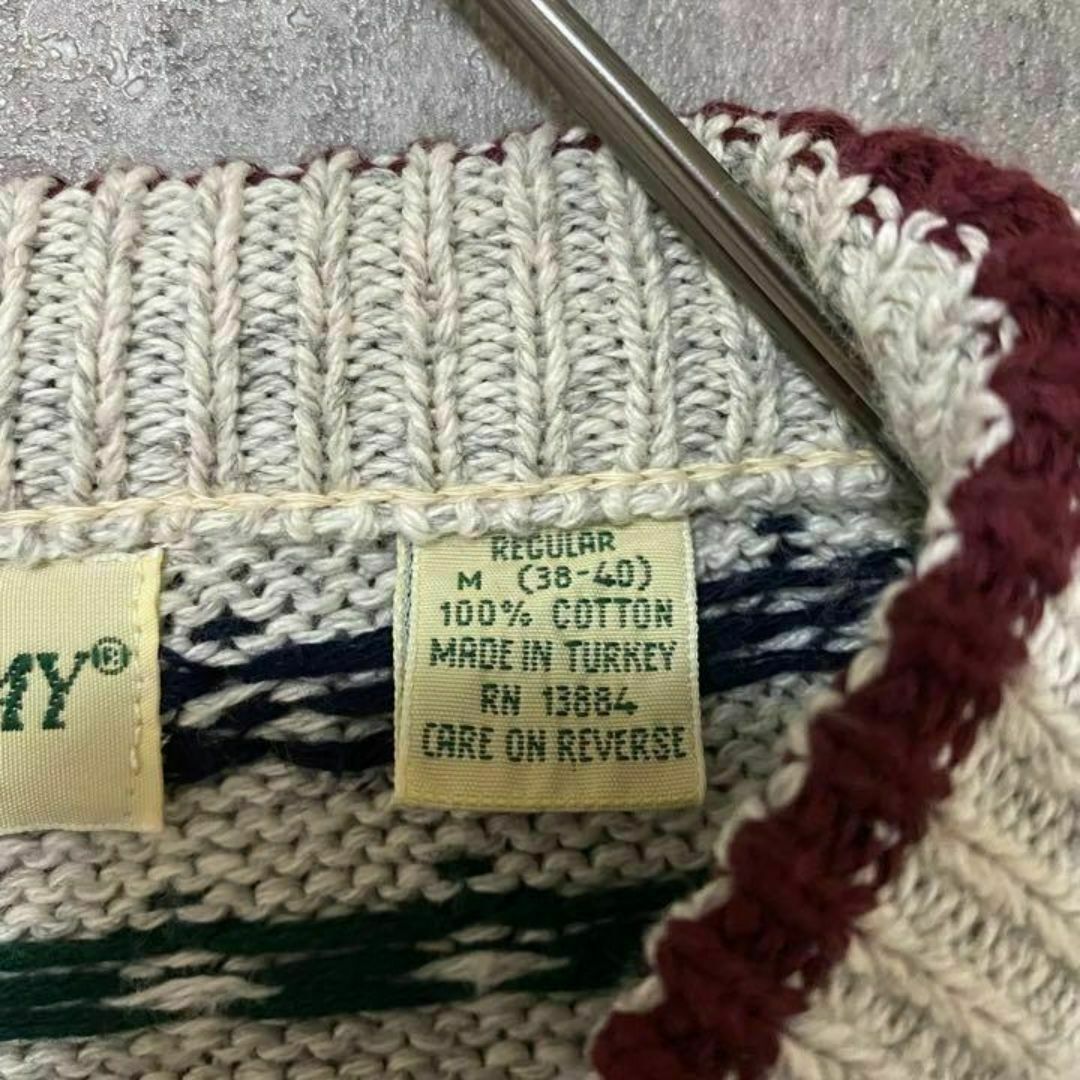 MY®
REGULAR
M (38-40)
100% COTTON
MADE IN TURKEY
RN 13884
CARE ON REVERSE